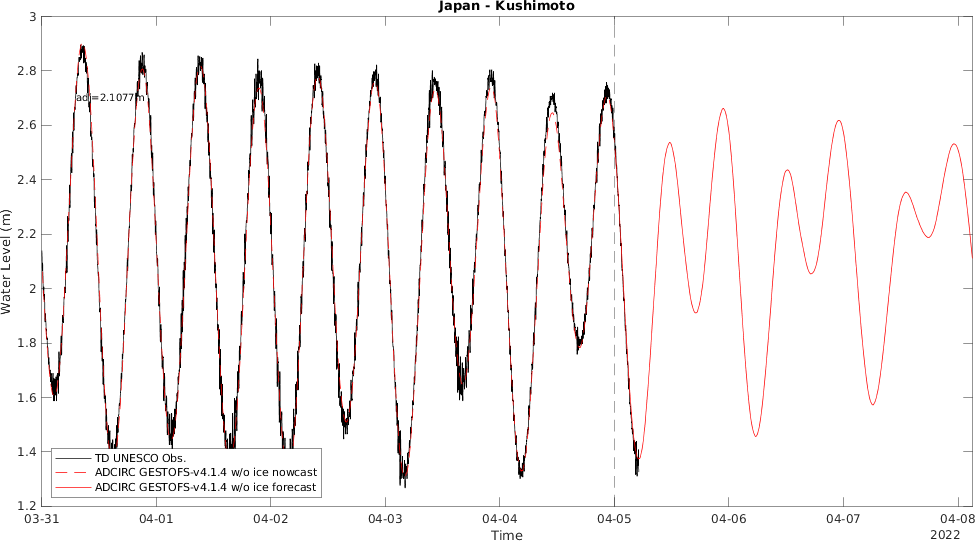 Japan - Kushimoto
3
2.8
2.6
2.4
2.2
2
1.8
1.6
1.4
1.2
Water Level (m)
adj=2.1077m
TD UNESCO Obs.
ADCIRC GESTOFS-v4.1.4 w/o ice nowcast
ADCIRC GESTOFS-v4.1.4 w/o ice forecast
03-31 04-01 04-02 04-03 04-04 04-05 04-06 04-07 04-08
Time
2022